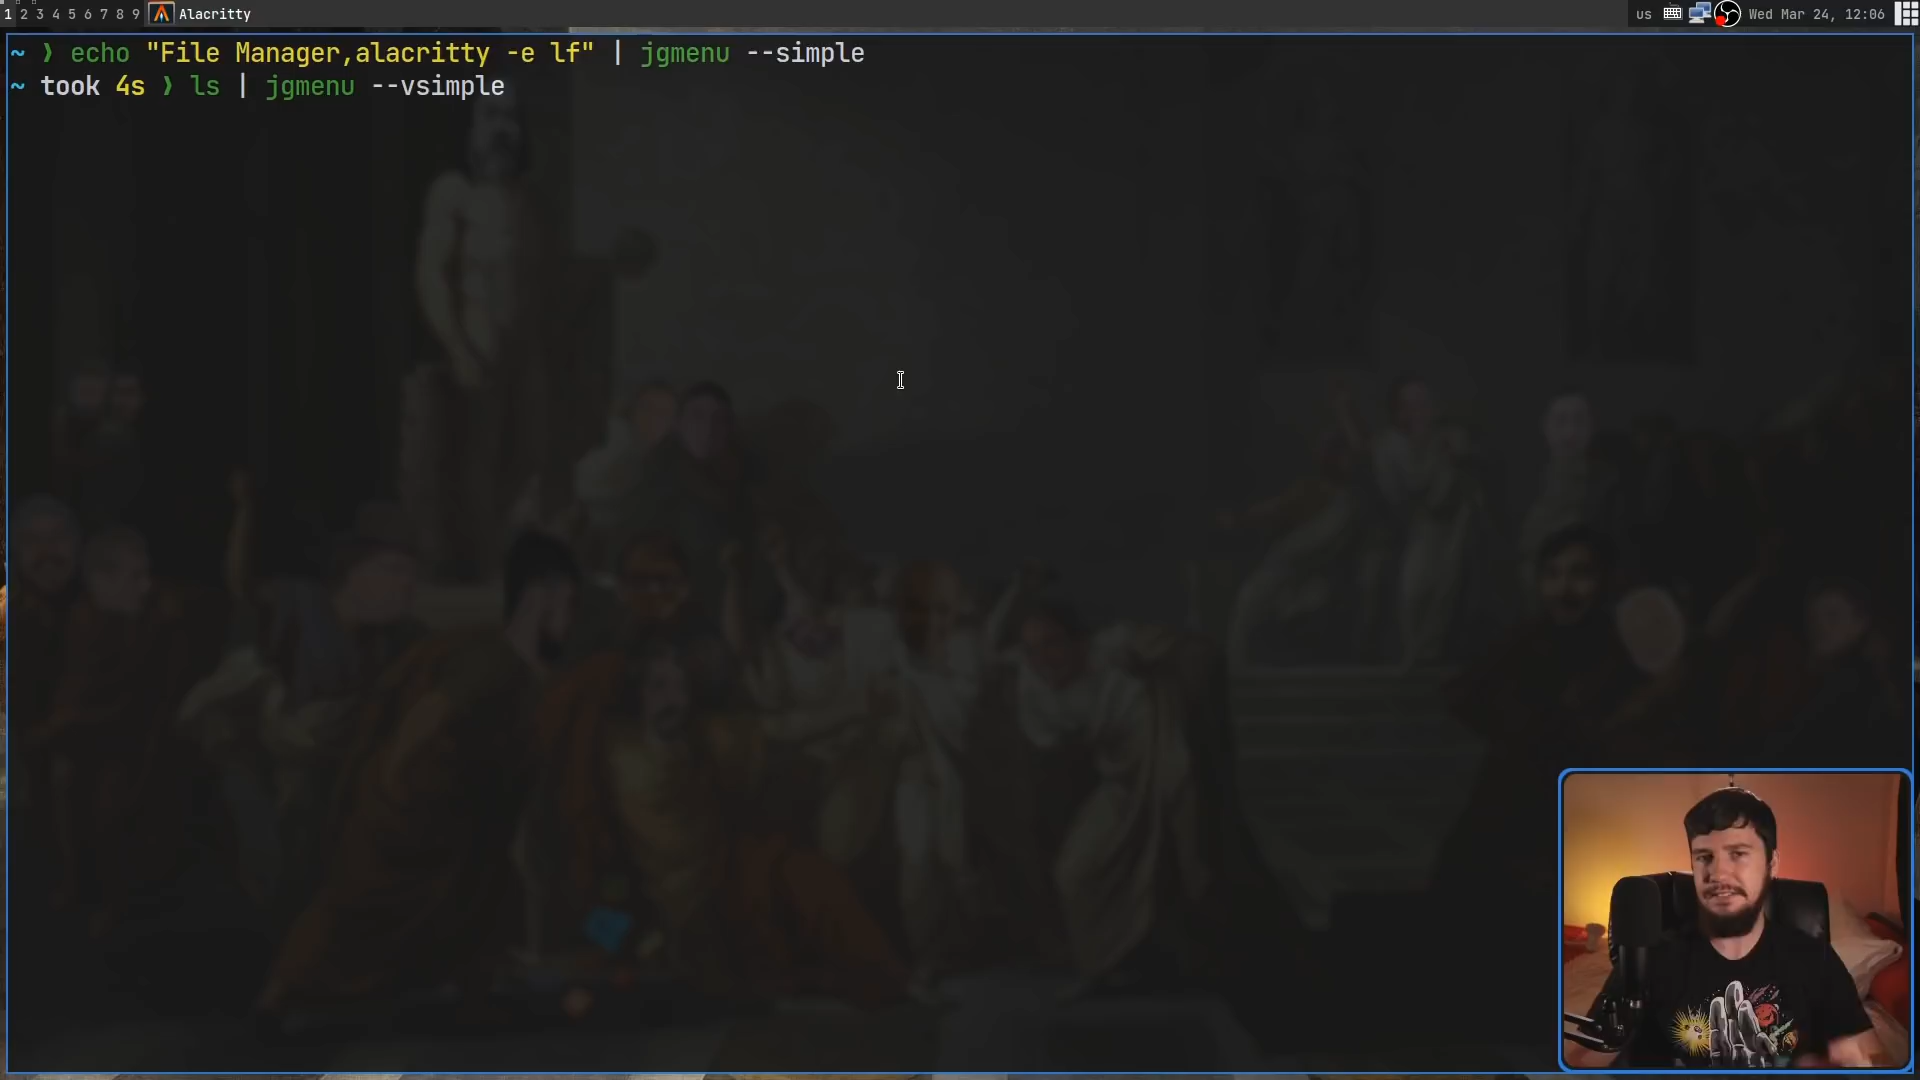 1 2 3 4 5 6 7 8 9 Alacritty us Wed Mar 24, 12:06
~ ❯ echo "File Manager,alacritty -e lf" | jgmenu --simple
~ took 4s ❯ ls | jgmenu --vsimple